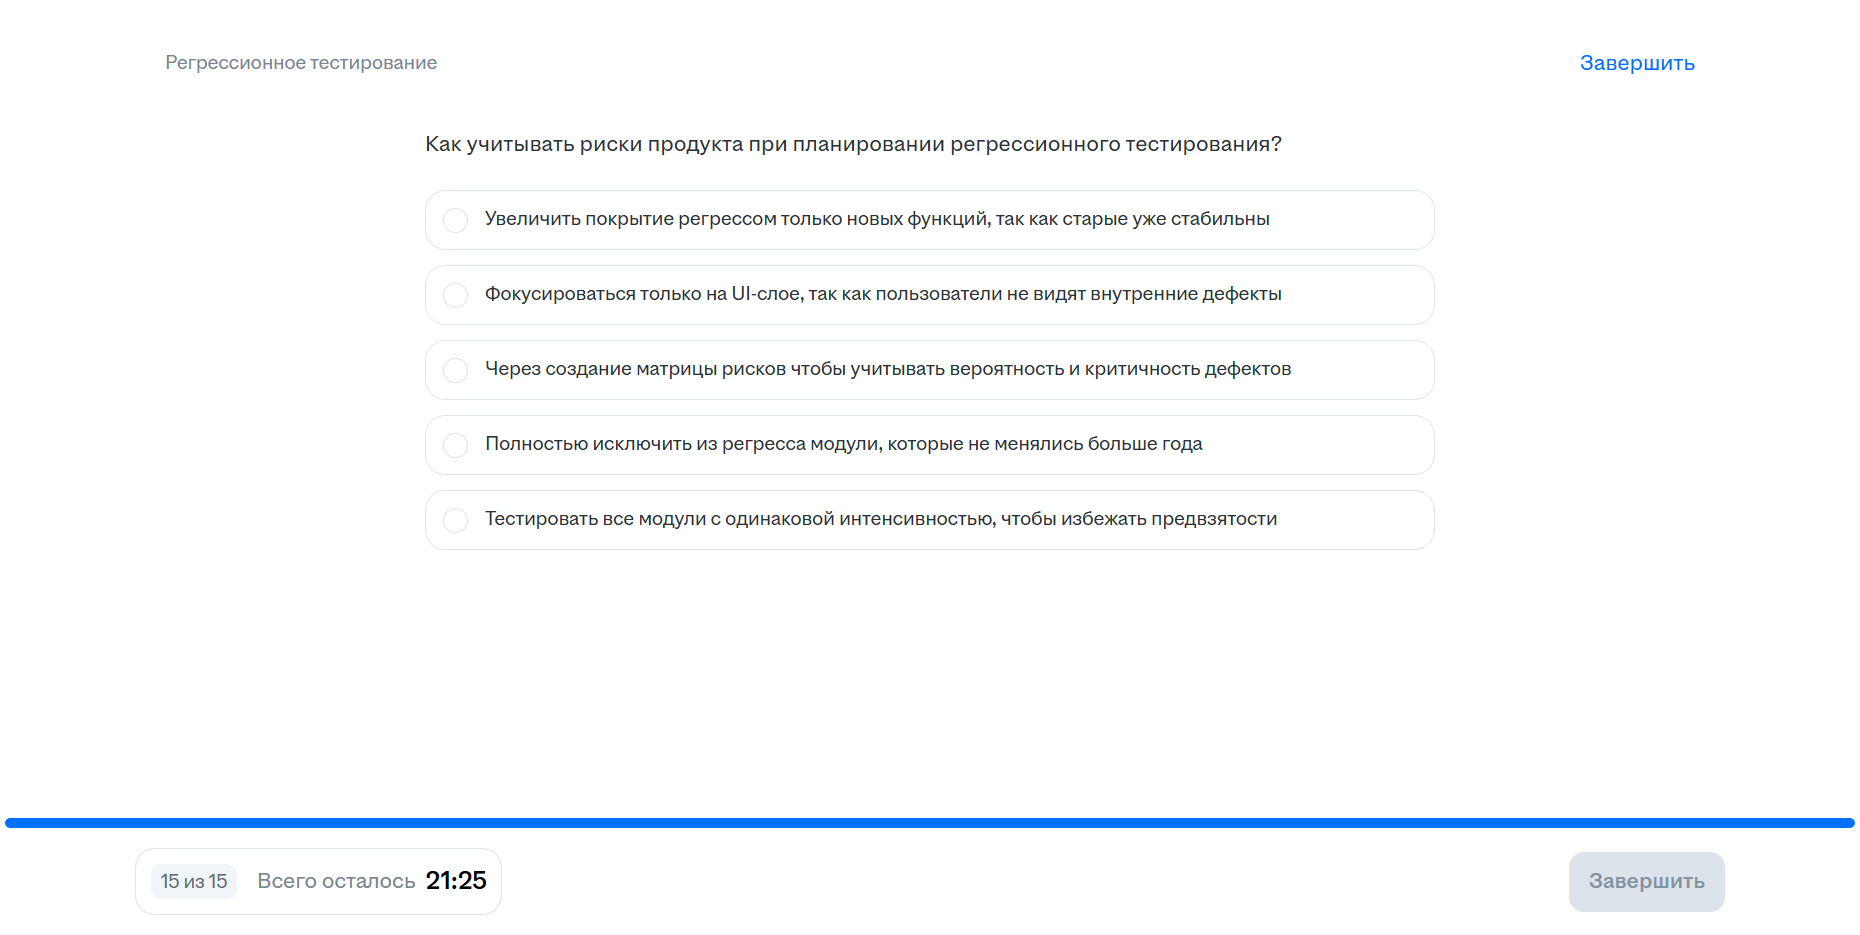 Регрессионное тестирование
Завершить
Как учитывать риски продукта при планировании регрессионного тестирования?
Увеличить покрытие регрессом только новых функций, так как старые уже стабильны
Фокусироваться только на UI-слое, так как пользователи не видят внутренние дефекты
Через создание матрицы рисков чтобы учитывать вероятность и критичность дефектов
Полностью исключить из регресса модули, которые не менялись больше года
Тестировать все модули с одинаковой интенсивностью, чтобы избежать предвзятости
15 из 15 Всего осталось 21:25
Завершить